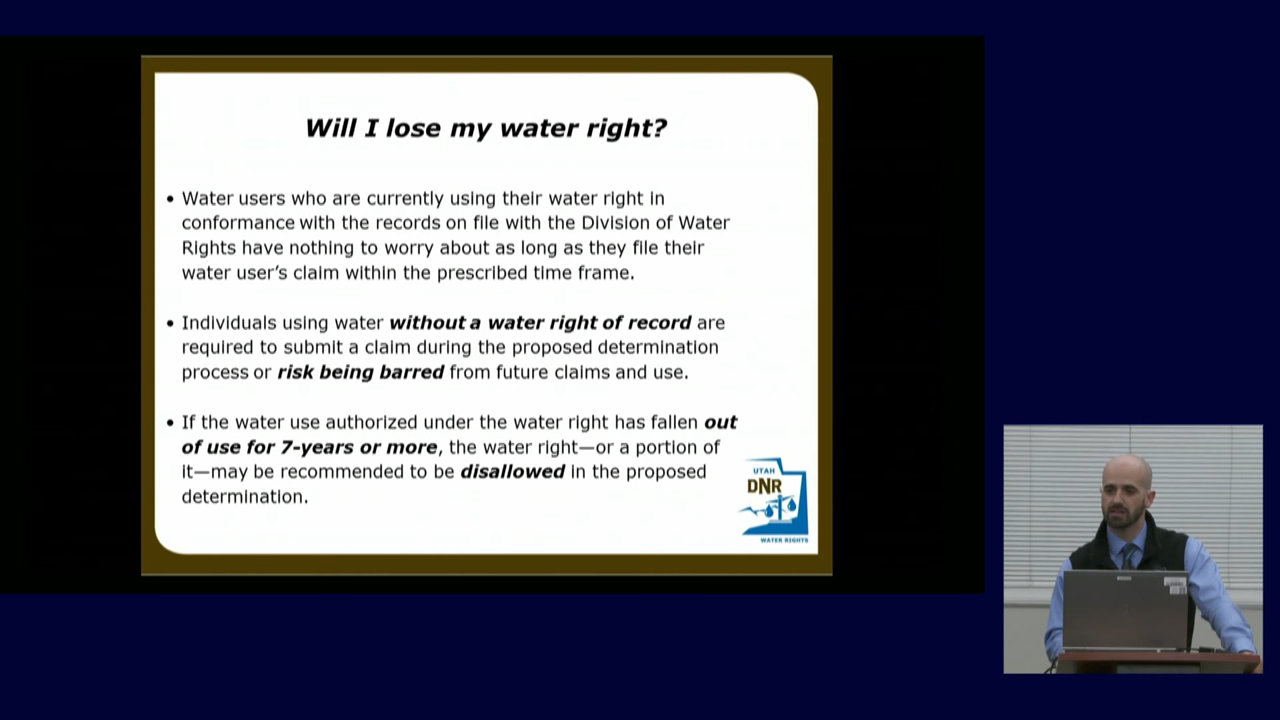 Will I lose my water right?
• Water users who are currently using their water right in
conformance with the records on file with the Division of Water
Rights have nothing to worry about as long as they file their
water user's claim within the prescribed time frame.
• Individuals using water without a water right of record are
required to submit a claim during the proposed determination
process or risk being barred from future claims and use.
• If the water use authorized under the water right has fallen out
of use for 7-years or more, the water right—or a portion of
it—may be recommended to be disallowed in the proposed
determination.
UTAH
DNR
WATER RIGHTS